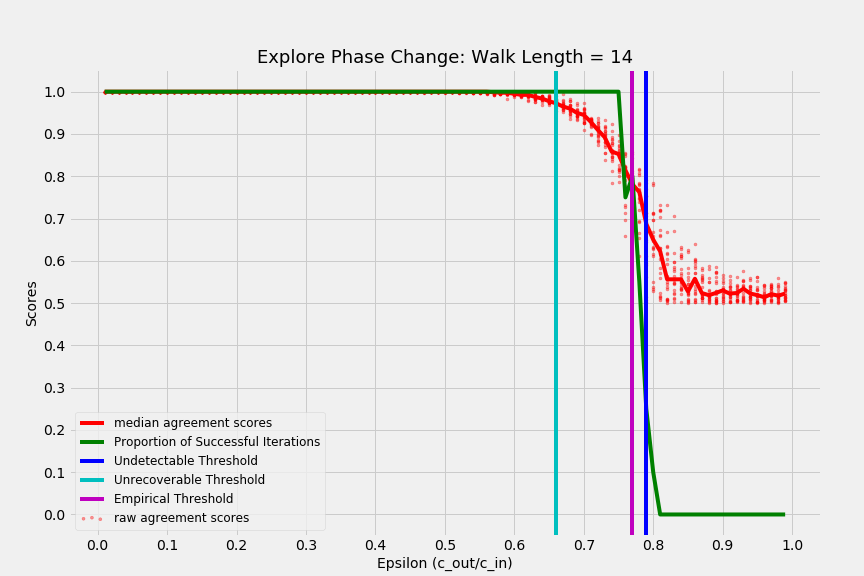 Explore Phase Change: Walk Length = 14
Scores
1.0
0.9
0.8
0.7
0.6
0.5
0.4
0.3
0.2
0.1
0.0
median agreement scores
Proportion of Successful Iterations
Undetectable Threshold
Unrecoverable Threshold
Empirical Threshold
raw agreement scores
0.0 0.1 0.2 0.3 0.4 0.5 0.6 0.7 0.8 0.9 1.0
Epsilon (c_out/c_in)